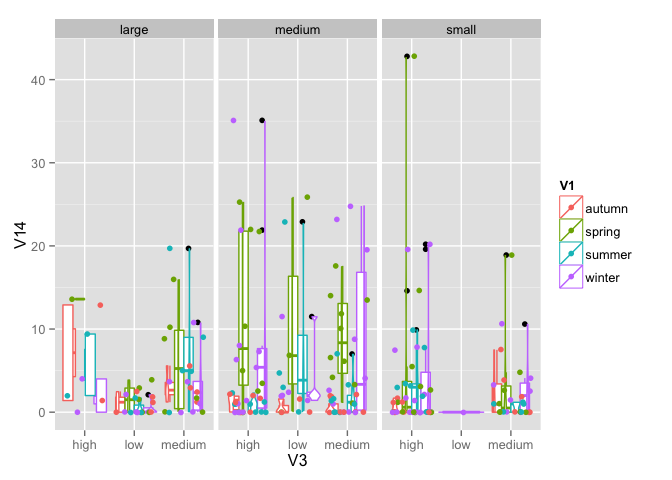 large medium small
40
30
20
10
0
V14
high low medium high low medium high low medium
V3
V1
autumn
spring
summer
winter